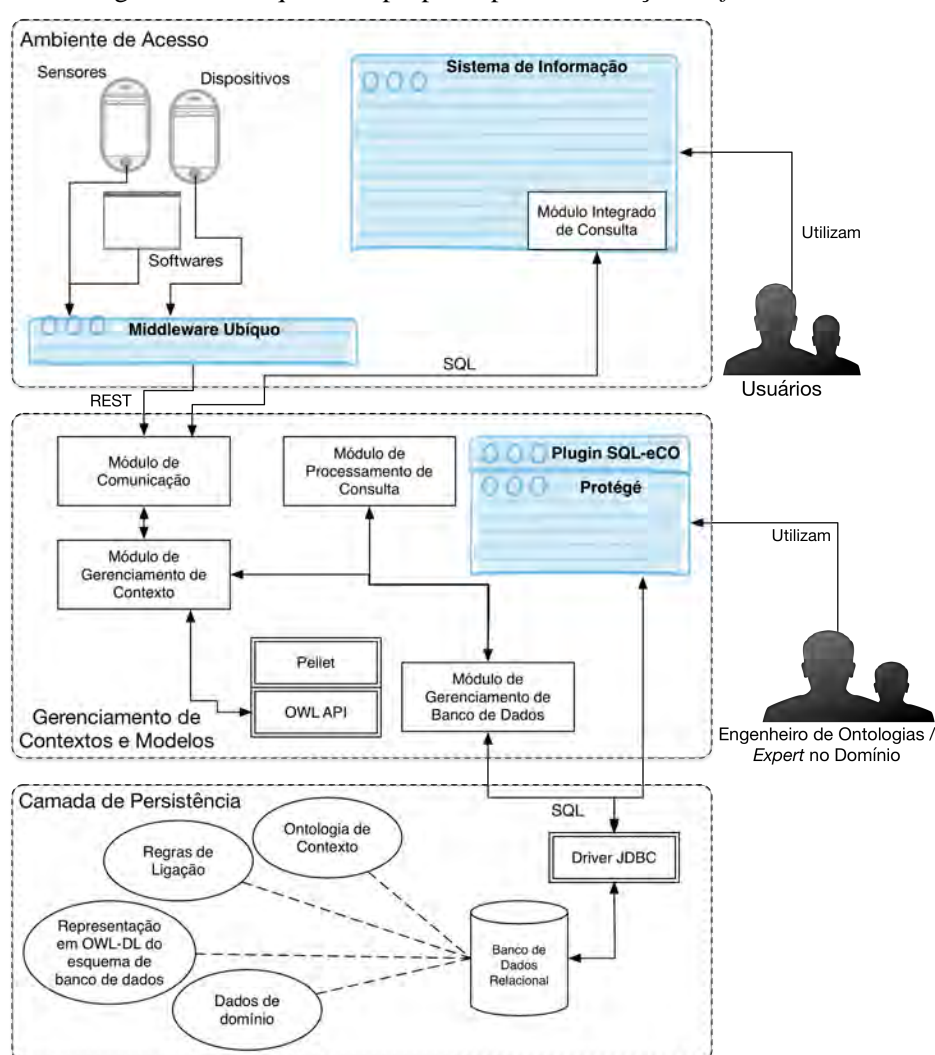 Ambiente de Acesso
Sensores
Dispositivos
Softwares
Sistema de Informação
Módulo Integrado
de Consulta
Utilizam
Usuários
Middleware Ubíquo
SQL
REST
Módulo de
Comunicação
Módulo de
Processamento de
Consulta
Plugin SQL-eCO
Protégé
Utilizam
Módulo de
Gerenciamento de
Contexto
Pellet
OWL API
Módulo de
Gerenciamento de
Banco de Dados
Gerenciamento de
Contextos e Modelos
Engenheiro de Ontologias /
Expert no Domínio
Camada de Persistência
SQL
Driver JDBC
Ontologia de
Contexto
Regras de
Ligação
Representação
em OWL-DL do
esquema de
banco de dados
Dados de
domínio
Banco de
Dados
Relacional